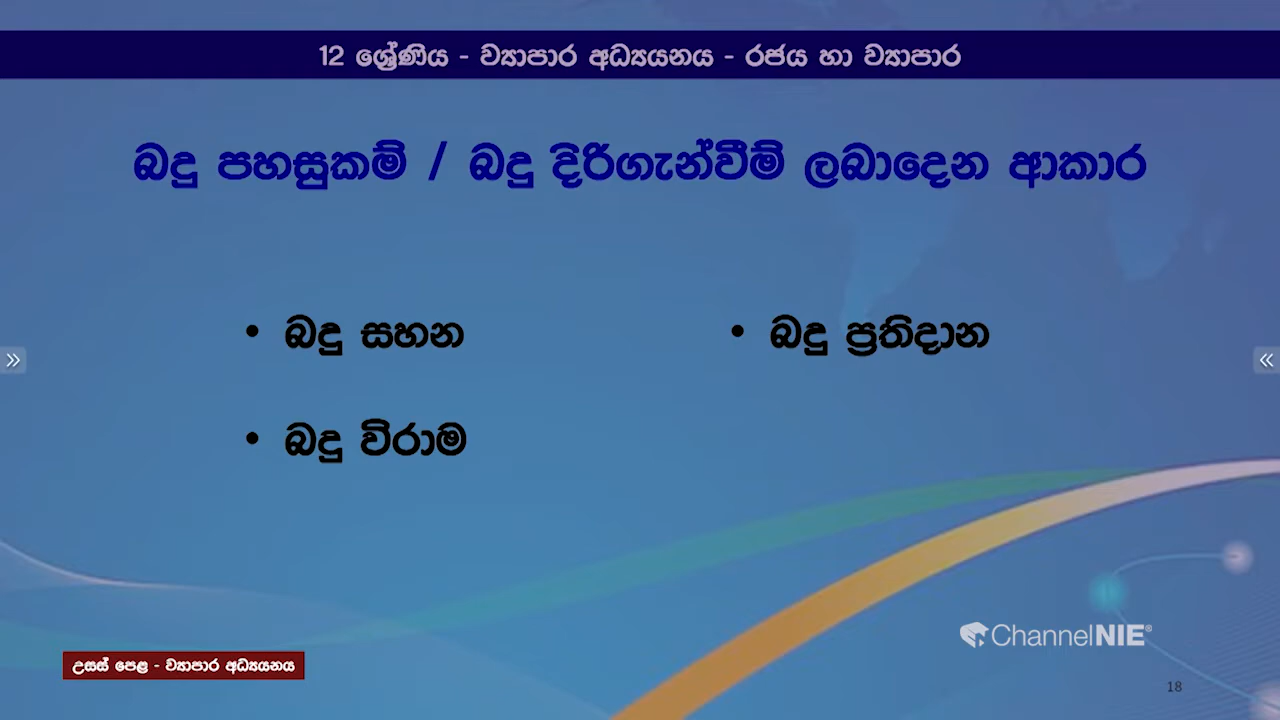 12 ශ්‍රේණිය - ව්‍යාපාර අධ්‍යයනය - රජය හා ව්‍යාපාර
බදු පහසුකම් / බදු දිරිගැන්වීම් ලබාදෙන ආකාර
• බදු සහන
• බදු ප්‍රතිදාන
• බදු විරාම
ChannelNIE®
උසස් පෙළ - ව්‍යාපාර අධ්‍යයනය
18